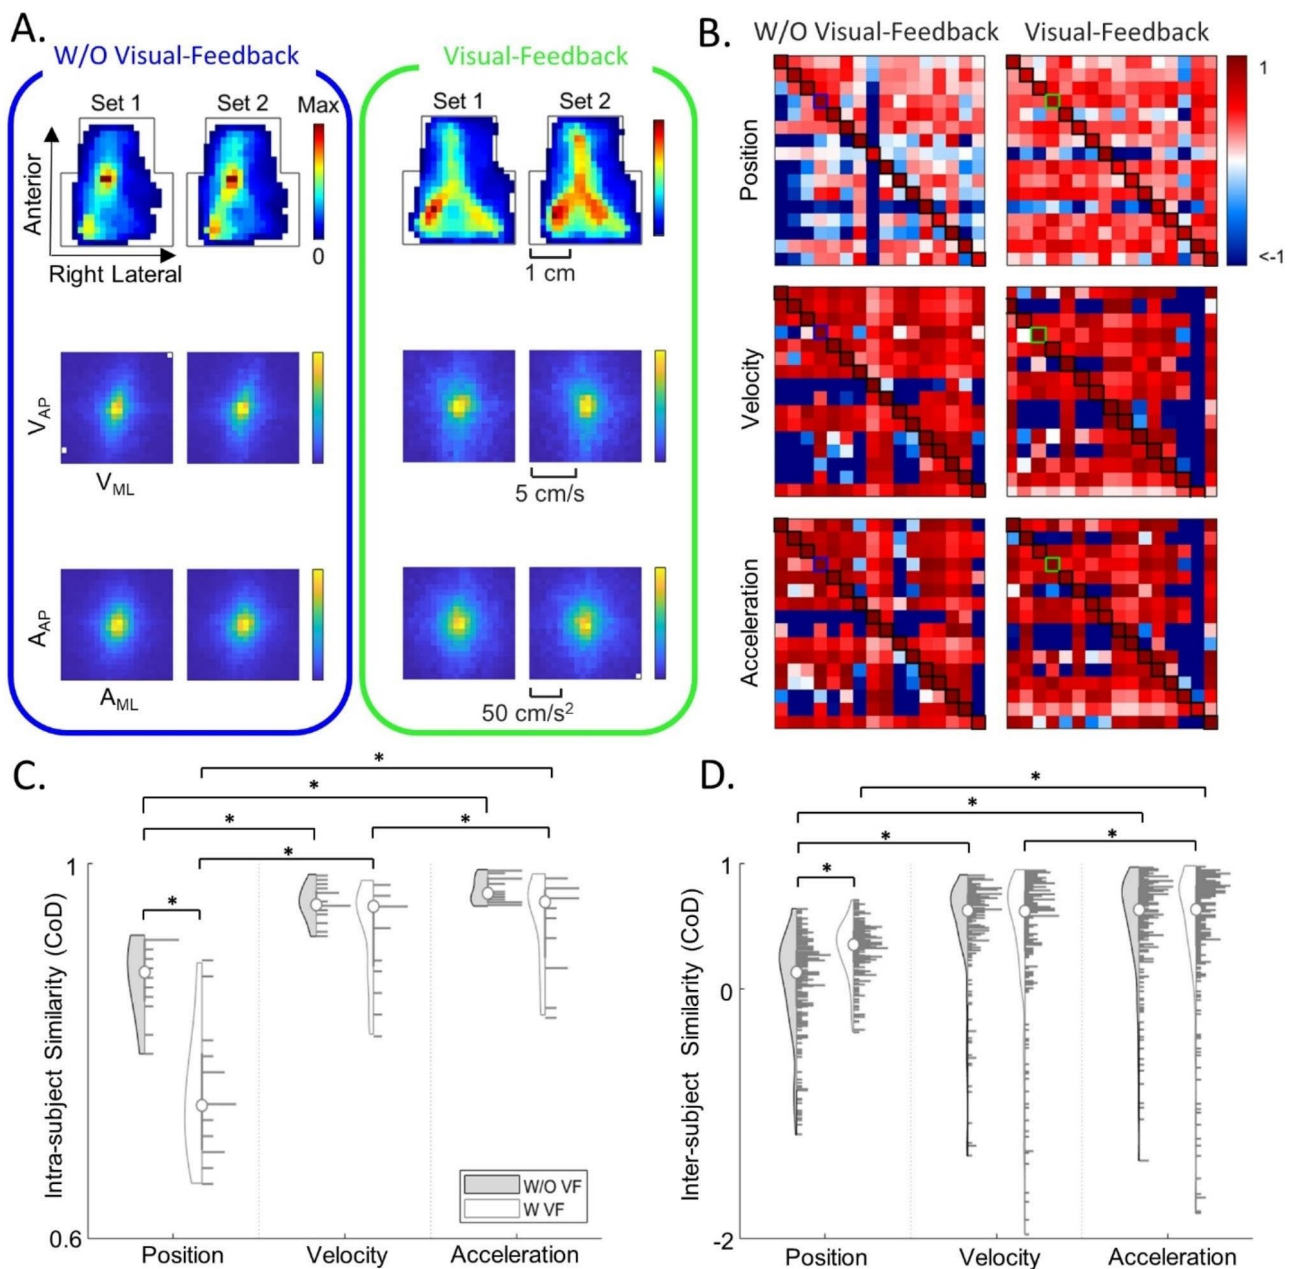 A.
W/O Visual-Feedback
Visual-Feedback
Set 1
Set 2
Max
0
Set 1
Set 2
Anterior
Right Lateral
1 cm
V_AP
V_ML
5 cm/s
A_AP
A_ML
50 cm/s²
B.
W/O Visual-Feedback
Visual-Feedback
Position
1
<-1
Velocity
Acceleration
C.
*
*
*
*
*
*
1
Intra-subject Similarity (CoD)
0.6
W/O VF
W VF
Position
Velocity
Acceleration
D.
*
*
*
*
*
1
0
-2
Inter-subject Similarity (CoD)
Position
Velocity
Acceleration